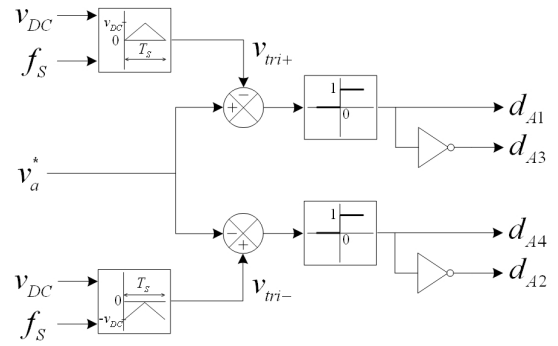 v_DC
f_S
v_DC
0
T_S
v_tri+
−
+
1
0
d_A1
d_A3
v_a^*
−
+
1
0
d_A4
d_A2
v_DC
f_S
T_S
0
-v_DC
v_tri−